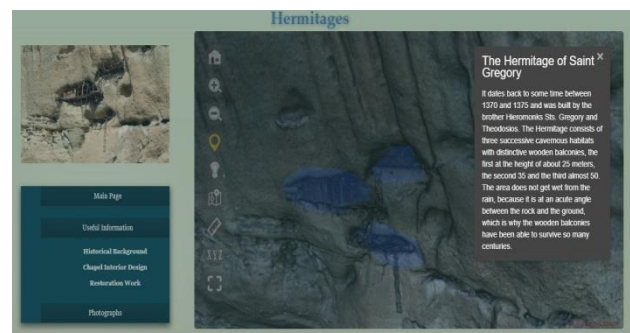 Hermitages
Main Page
Useful Information
Historical Background
Chapel Interior Design
Restoration Work
Photographs
XYZ
The Hermitage of Saint
Gregory
It dates back to some time between
1370 and 1375 and was built by the
brother Hieromonks Sts. Gregory and
Theodosios. The Hermitage consists of
three successive cavernous habitats
with distinctive wooden balconies, the
first at the height of about 25 meters,
the second 35 and the third almost 50.
The area does not get wet from the
rain, because it is at an acute angle
between the rock and the ground,
which is why the wooden balconies
have been able to survive so many
centuries.